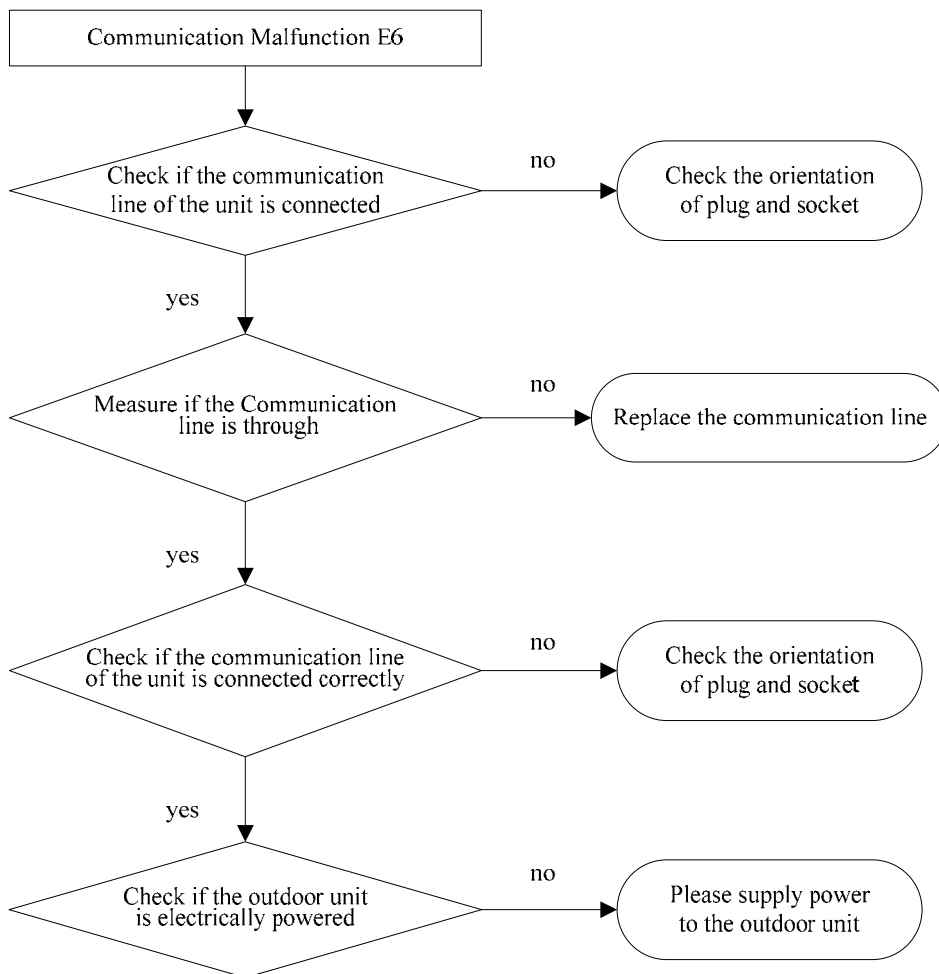 Communication Malfunction E6
Check if the communication
line of the unit is connected
no
Check the orientation
of plug and socket
yes
Measure if the Communication
line is through
no
Replace the communication line
yes
Check if the communication line
of the unit is connected correctly
no
Check the orientation
of plug and socket
yes
Check if the outdoor unit
is electrically powered
no
Please supply power
to the outdoor unit